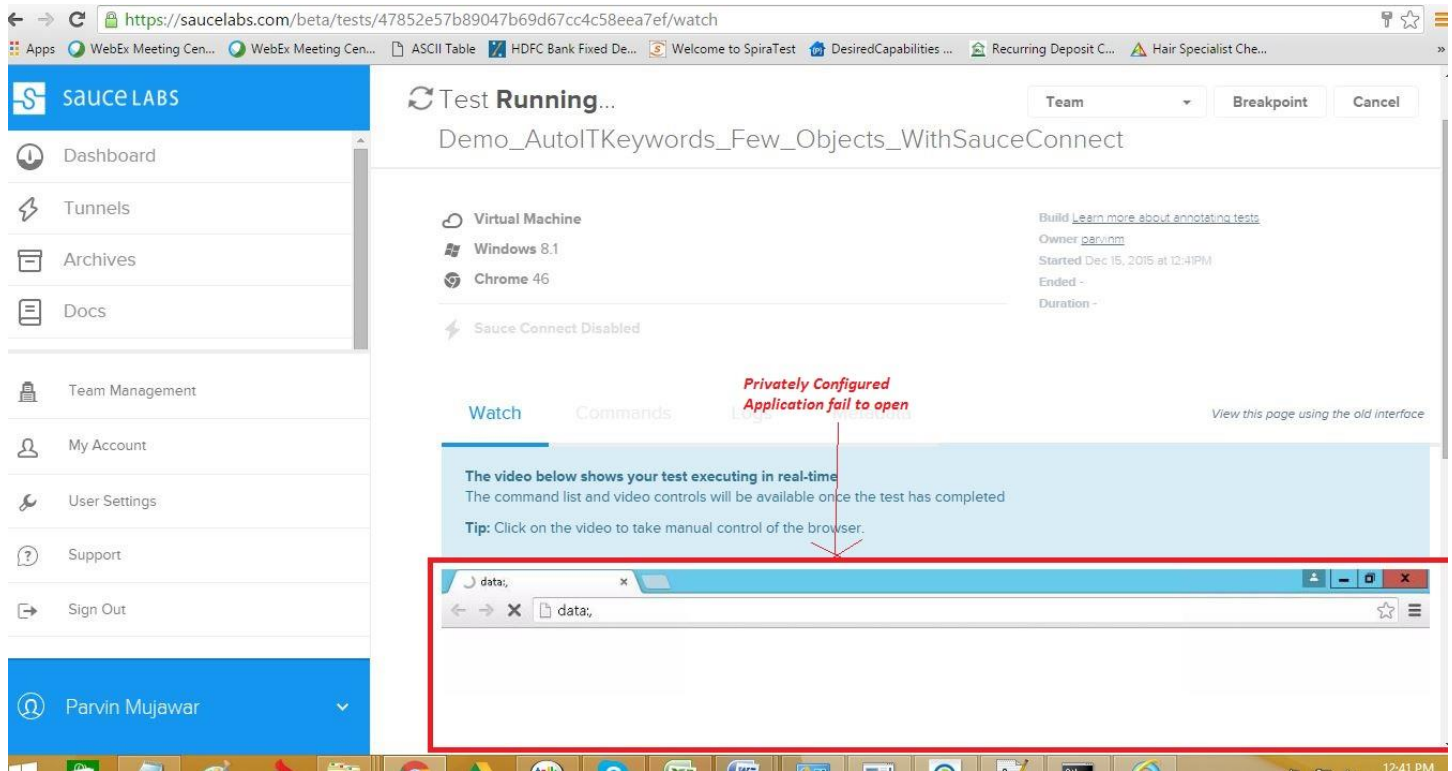 https://saucelabs.com/beta/tests/47852e57b89047b69d67cc4c58eea7ef/watch
Apps WebEx Meeting Cen... WebEx Meeting Cen... ASCII Table HDFC Bank Fixed De... Welcome to SpiraTest DesiredCapabilities ... Recurring Deposit C... Hair Specialist Che... »
S sauce LABS
Dashboard
Tunnels
Archives
Docs
Team Management
My Account
User Settings
Support
Sign Out
Parvin Mujawar
Test Running...
Team Breakpoint Cancel
Demo_AutoITKeywords_Few_Objects_WithSauceConnect
Virtual Machine
Windows 8.1
Chrome 46
Sauce Connect Disabled
Build Learn more about annotating tests
Owner parvinm
Started Dec 15, 2015 at 12:41PM
Ended -
Duration -
Privately Configured
Application fail to open
Watch Commands Logs Metadata
View this page using the old interface
The video below shows your test executing in real-time
The command list and video controls will be available once the test has completed
Tip: Click on the video to take manual control of the browser.
data:,
data:,
12:41 PM